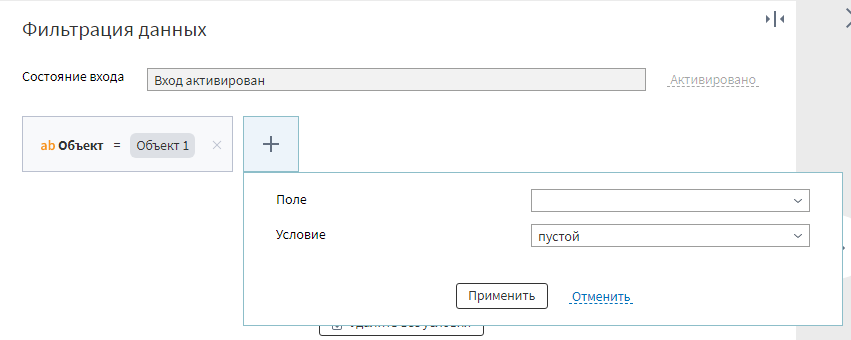 Фильтрация данных
Состояние входа Вход активирован Активировано
ab Объект = Объект 1
Поле
Условие пустой
Применить Отменить